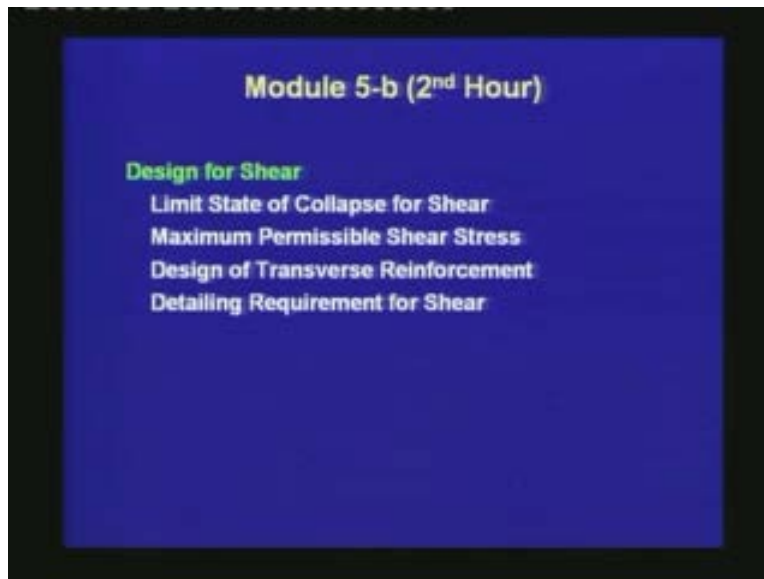 Module 5-b (2nd Hour)
Design for Shear
Limit State of Collapse for Shear
Maximum Permissible Shear Stress
Design of Transverse Reinforcement
Detailing Requirement for Shear